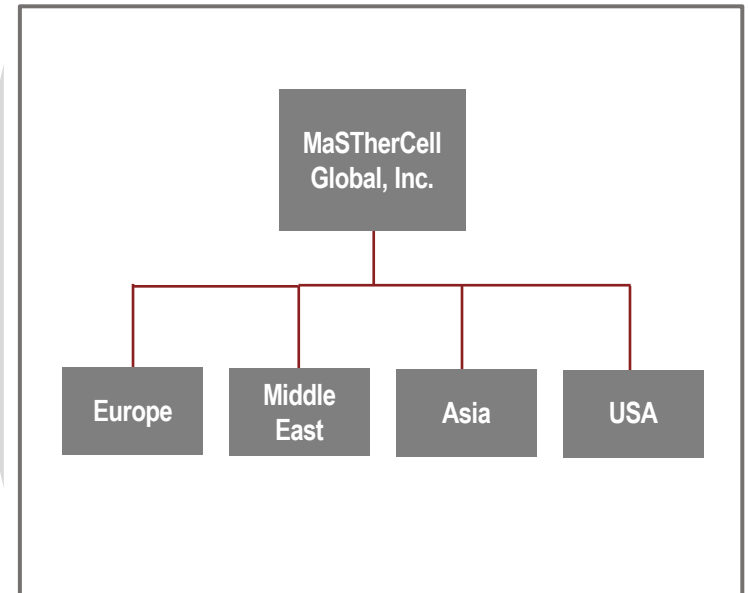 MaSTherCell
Global, Inc.
Europe
Middle
East
Asia
USA